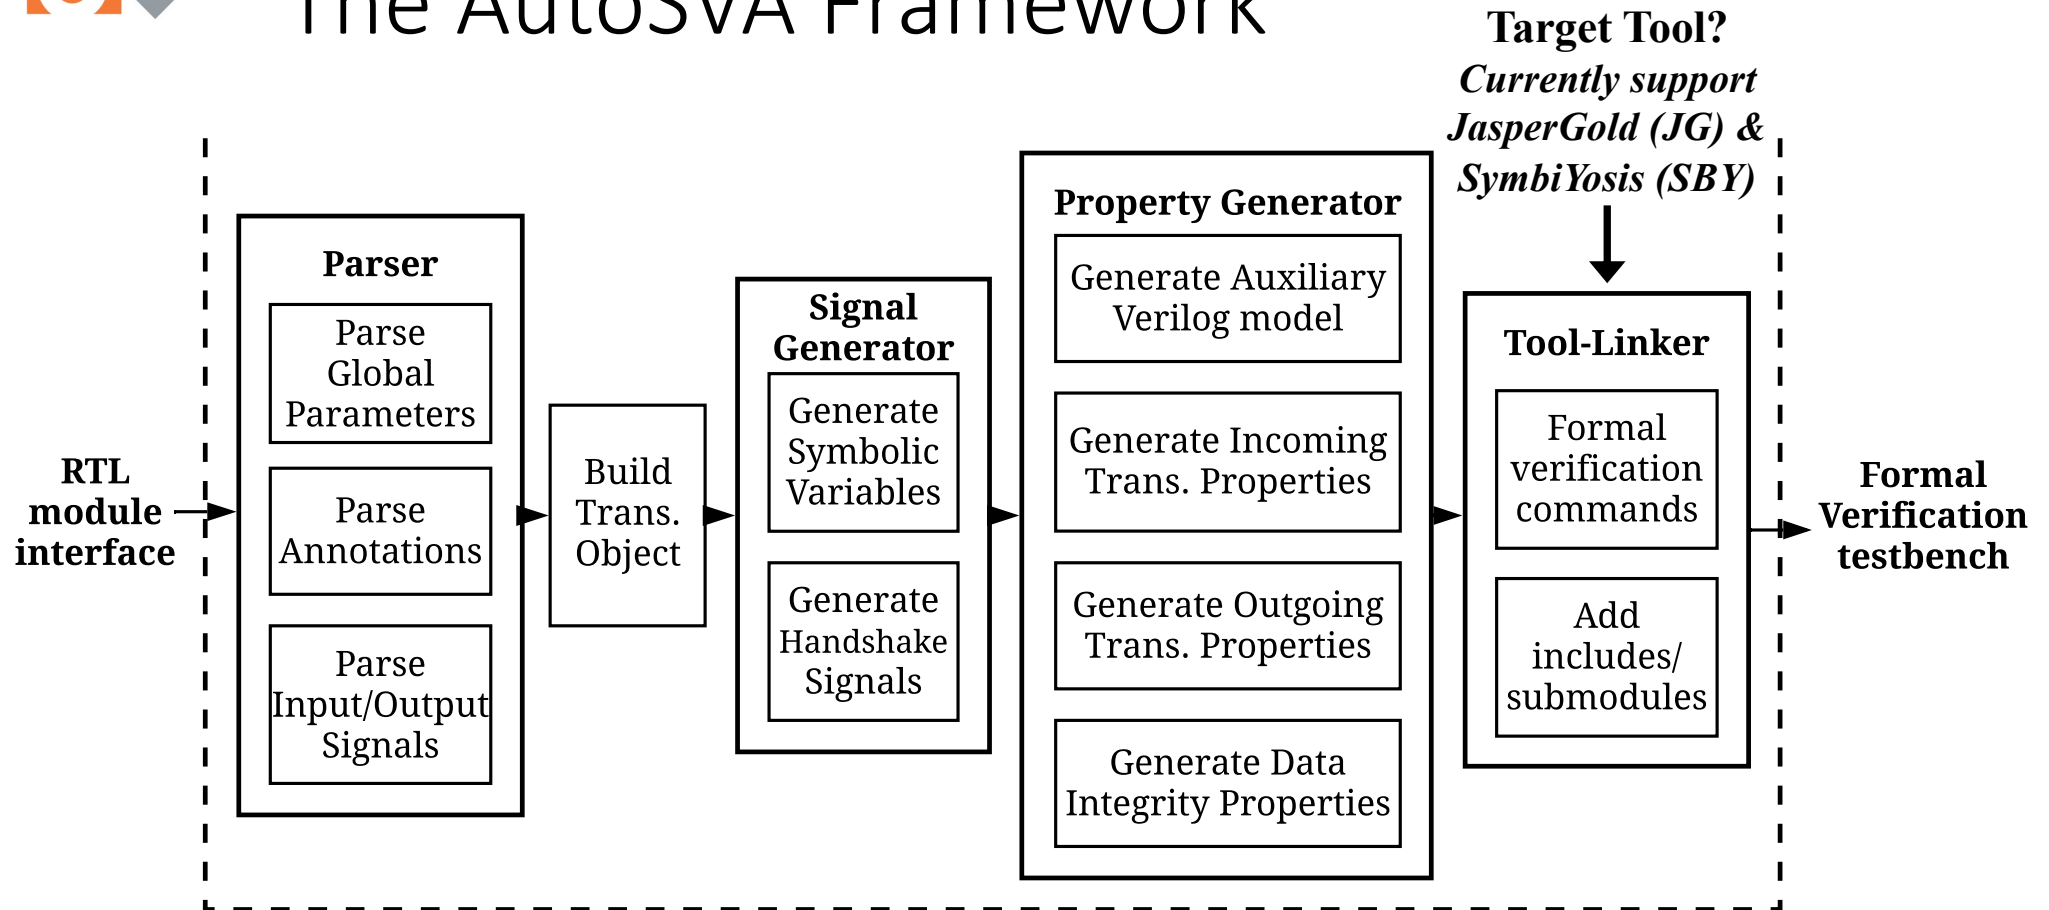 The AutoSVA Framework
Target Tool?
Currently support
JasperGold (JG) &
SymbiYosis (SBY)
RTL
module
interface
Parser
Parse
Global
Parameters
Parse
Annotations
Parse
Input/Output
Signals
Build
Trans.
Object
Signal
Generator
Generate
Symbolic
Variables
Generate
Handshake
Signals
Property Generator
Generate Auxiliary
Verilog model
Generate Incoming
Trans. Properties
Generate Outgoing
Trans. Properties
Generate Data
Integrity Properties
Tool-Linker
Formal
verification
commands
Add
includes/
submodules
Formal
Verification
testbench